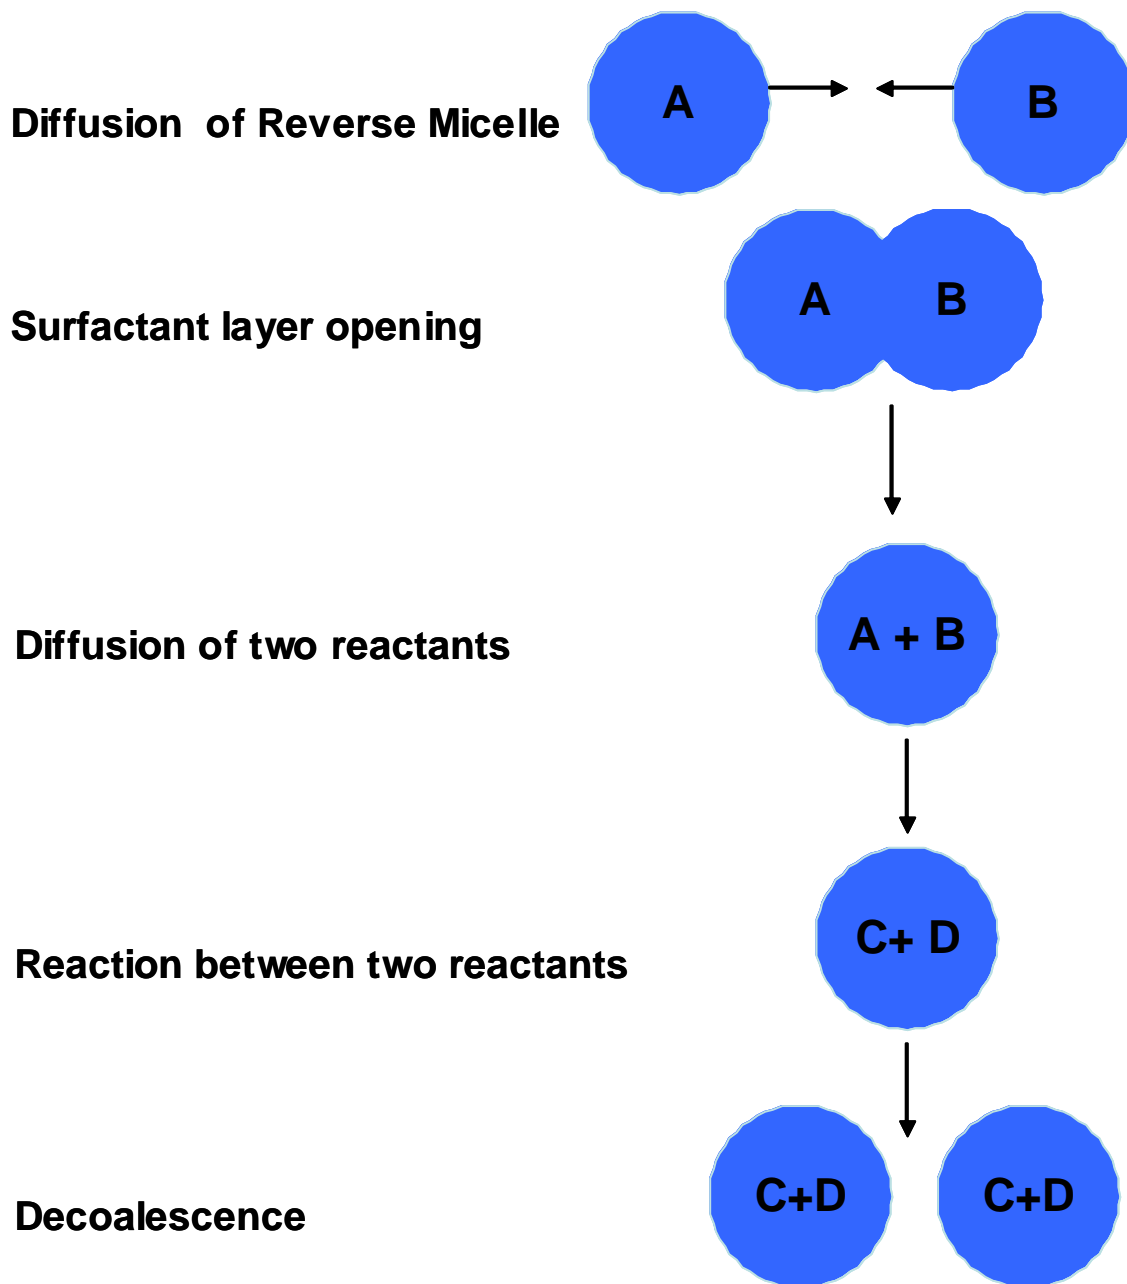 A B
Diffusion of Reverse Micelle
A B
Surfactant layer opening
A + B
Diffusion of two reactants
C+ D
Reaction between two reactants
C+D C+D
Decoalescence